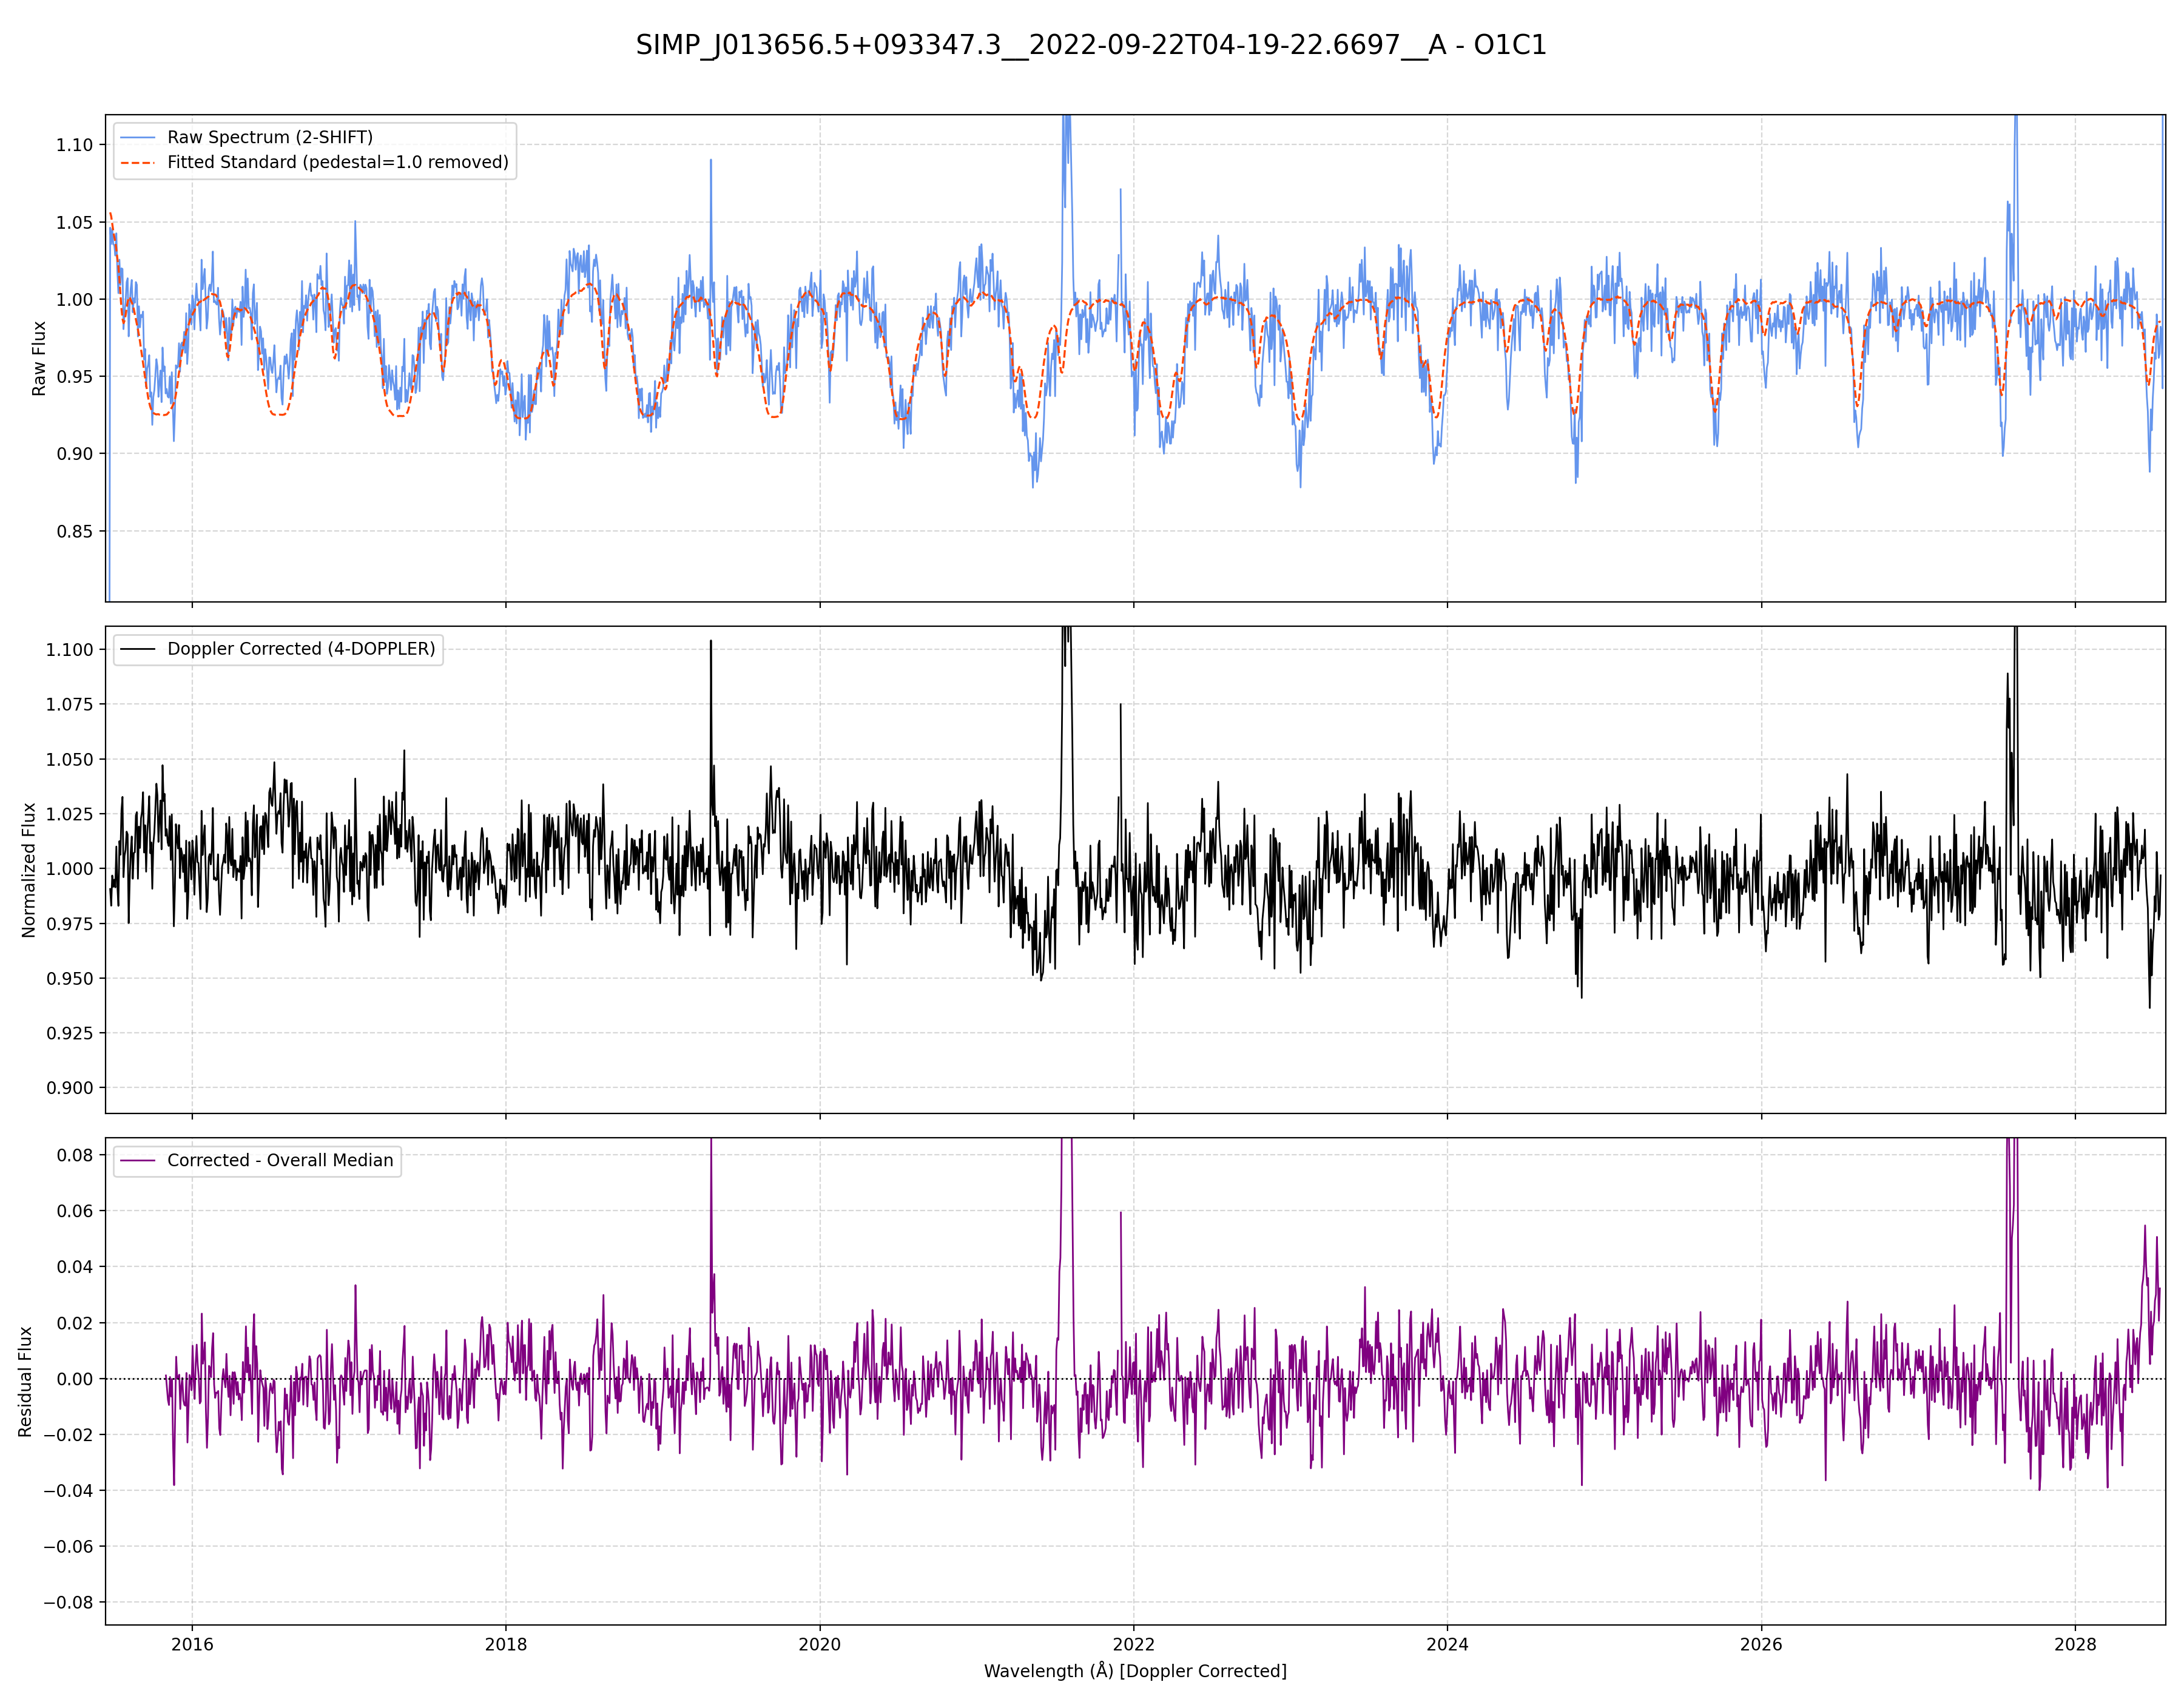 SIMP_J013656.5+093347.3__2022-09-22T04-19-22.6697__A - O1C1
Raw Spectrum (2-SHIFT)
Fitted Standard (pedestal=1.0 removed)
Raw Flux
1.10
1.05
1.00
0.95
0.90
0.85
Doppler Corrected (4-DOPPLER)
Normalized Flux
1.100
1.075
1.050
1.025
1.000
0.975
0.950
0.925
0.900
Corrected - Overall Median
Residual Flux
0.08
0.06
0.04
0.02
0.00
−0.02
−0.04
−0.06
−0.08
2016 2018 2020 2022 2024 2026 2028
Wavelength (Å) [Doppler Corrected]